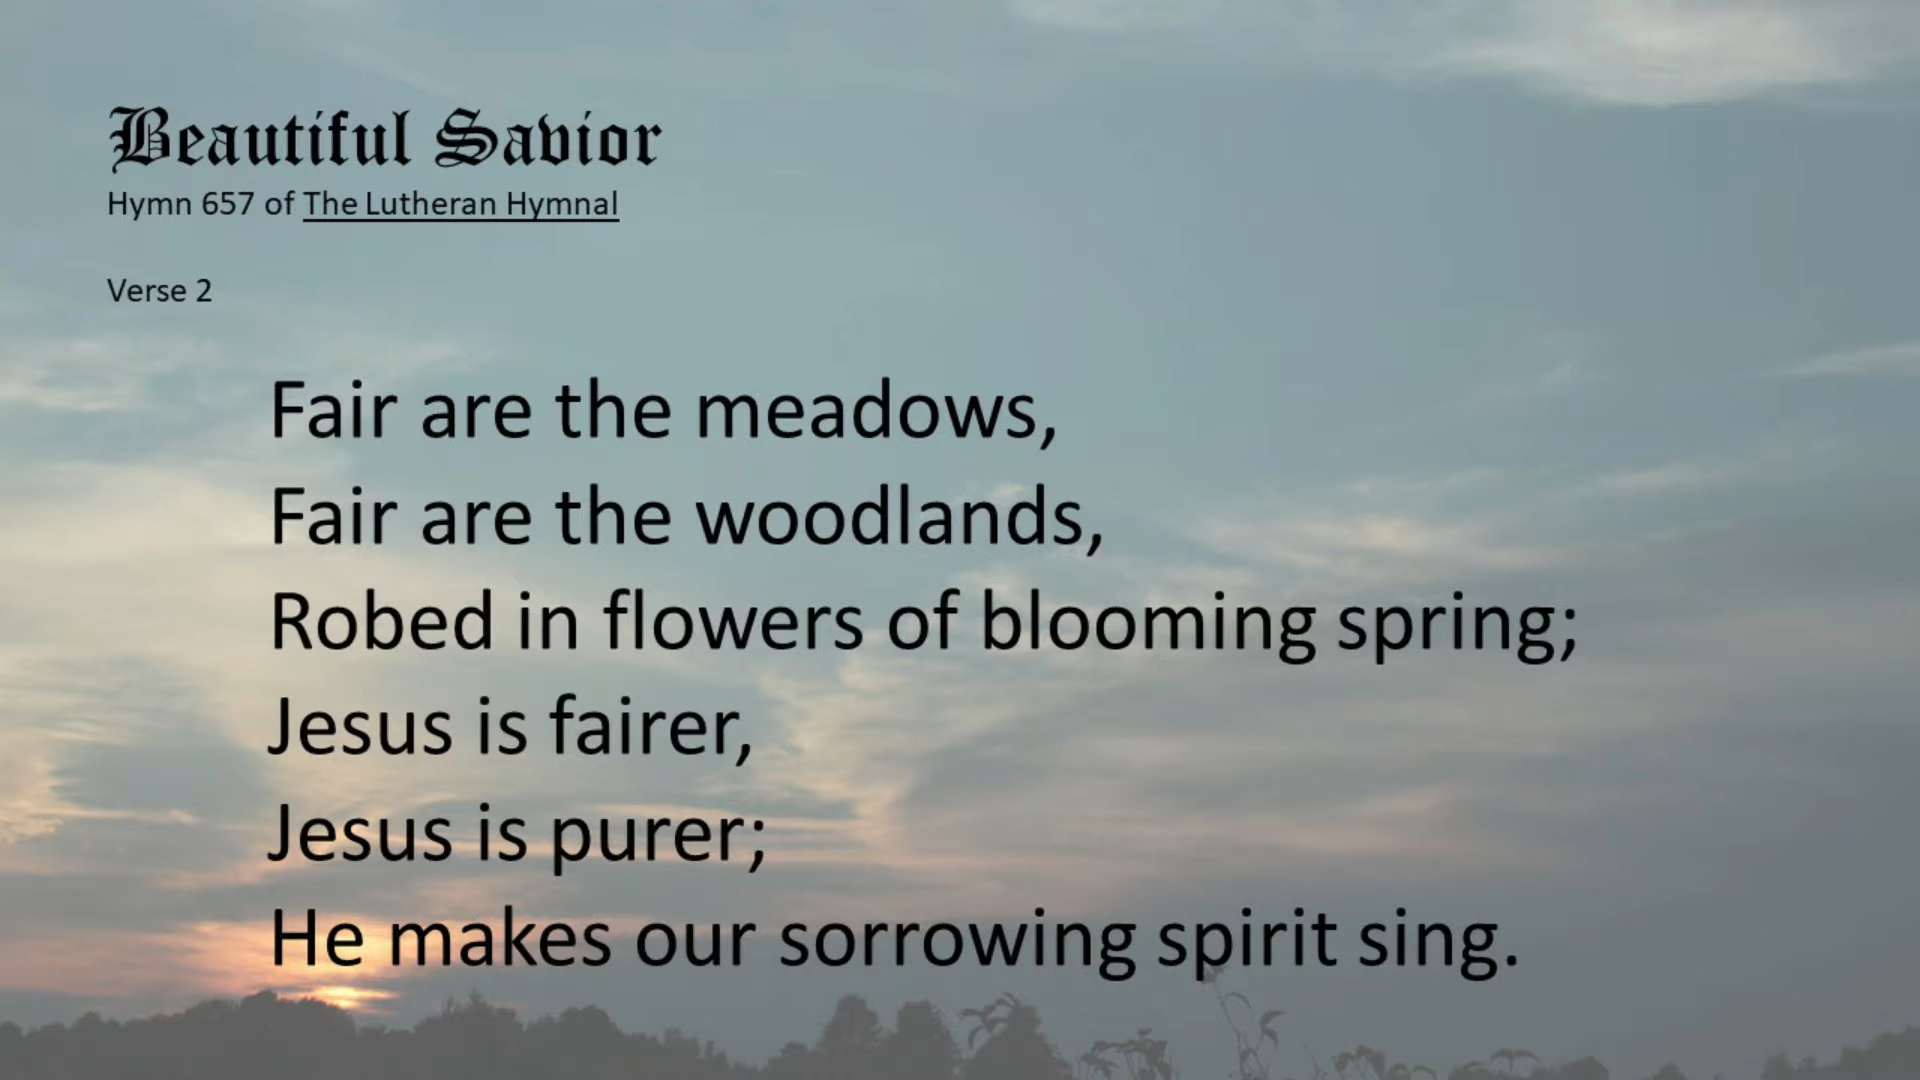 Beautiful Savior
Hymn 657 of The Lutheran Hymnal
Verse 2
Fair are the meadows,
Fair are the woodlands,
Robed in flowers of blooming spring;
Jesus is fairer,
Jesus is purer;
He makes our sorrowing spirit sing.